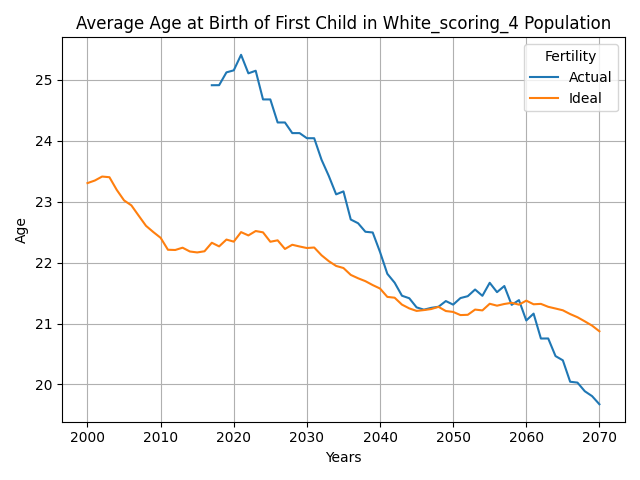 Average Age at Birth of First Child in White_scoring_4 Population
Fertility
Actual
Ideal
Age
25
24
23
22
21
20
2000 2010 2020 2030 2040 2050 2060 2070
Years